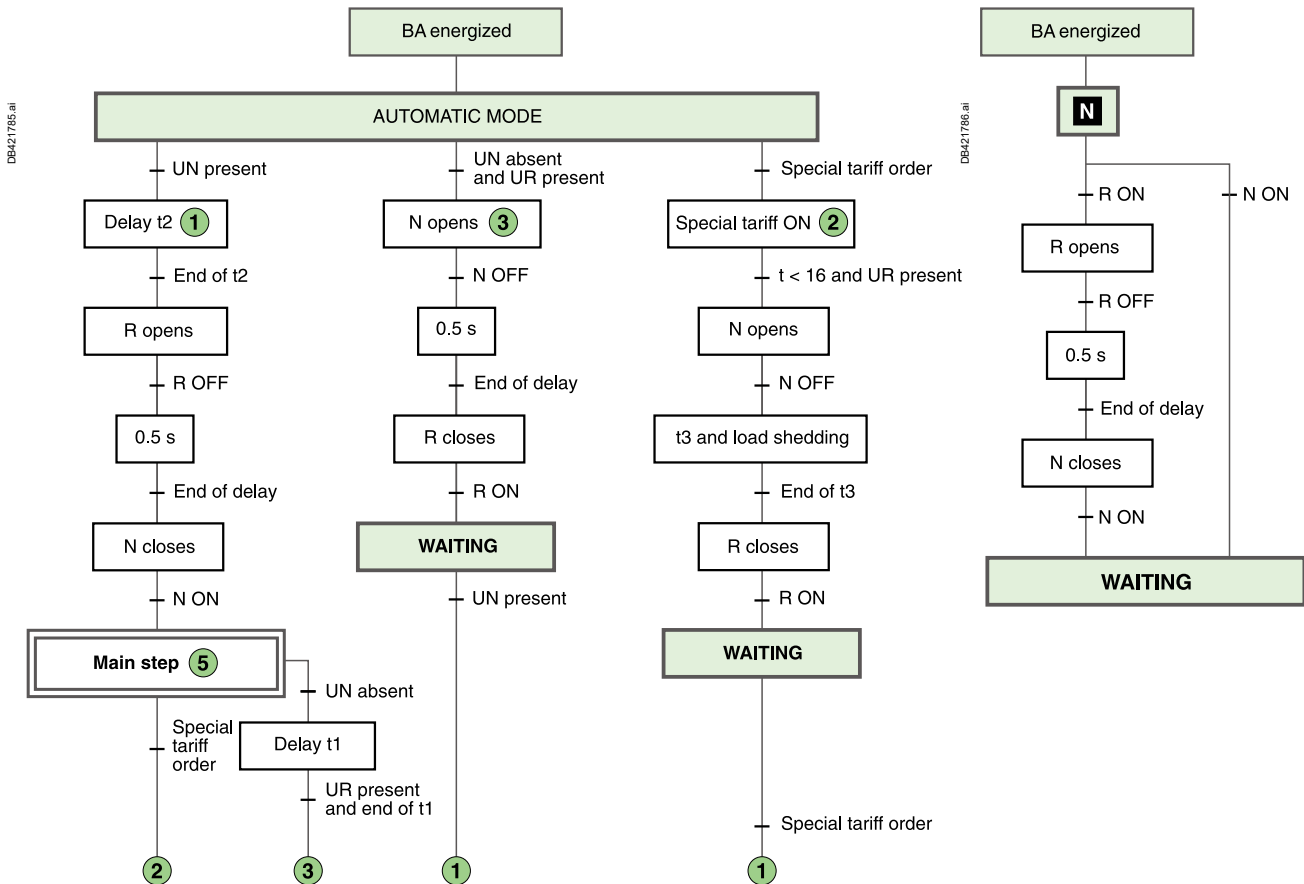 DB421785.ai
BA energized
AUTOMATIC MODE
UN present
Delay t2 1
End of t2
R opens
R OFF
0.5 s
End of delay
N closes
N ON
Main step 5
Special
tariff
order
2
UN absent
Delay t1
UR present
and end of t1
3
UN absent
and UR present
N opens 3
N OFF
0.5 s
End of delay
R closes
R ON
WAITING
UN present
1
Special tariff order
Special tariff ON 2
t < 16 and UR present
N opens
N OFF
t3 and load shedding
End of t3
R closes
R ON
WAITING
Special tariff order
1
DB421786.ai
BA energized
N
R ON
N ON
R opens
R OFF
0.5 s
End of delay
N closes
N ON
WAITING